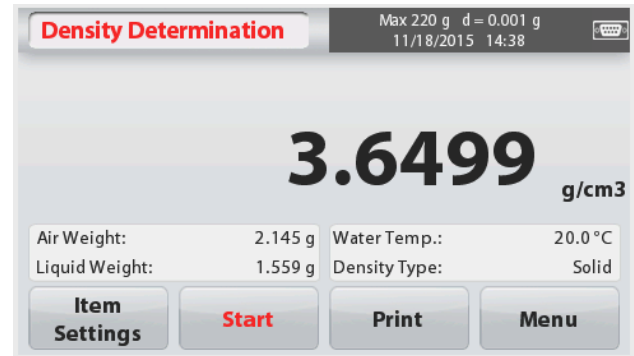 Density Determination
Max 220 g d = 0.001 g
11/18/2015 14:38
3.6499 g/cm3
Air Weight: 2.145 g Water Temp.: 20.0 °C
Liquid Weight: 1.559 g Density Type: Solid
Item
Settings
Start
Print
Menu